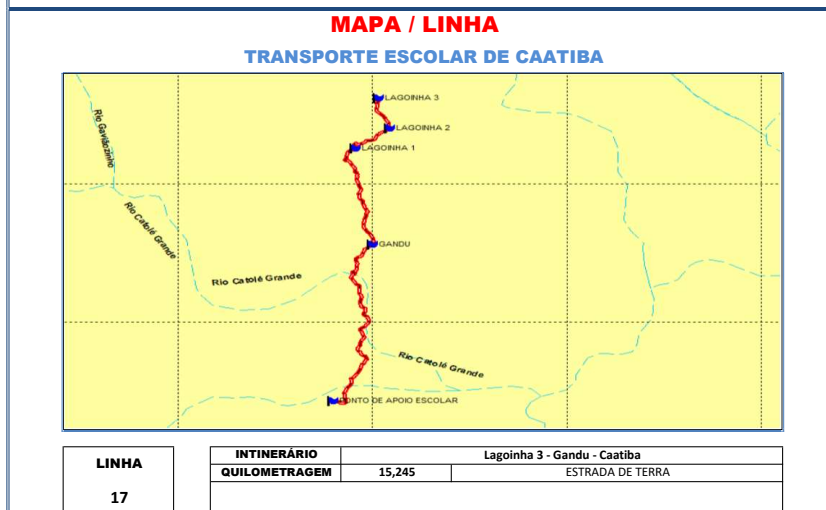 MAPA / LINHA
TRANSPORTE ESCOLAR DE CAATIBA
LAGOINHA 3
LAGOINHA 2
LAGOINHA 1
Rio Gaviãozinho
Rio Catolé Grande
GANDU
Rio Catolé Grande
Rio Catolé Grande
PONTO DE APOIO ESCOLAR
LINHA
17
INTINERÁRIO Lagoinha 3 - Gandu - Caatiba
QUILOMETRAGEM 15,245 ESTRADA DE TERRA